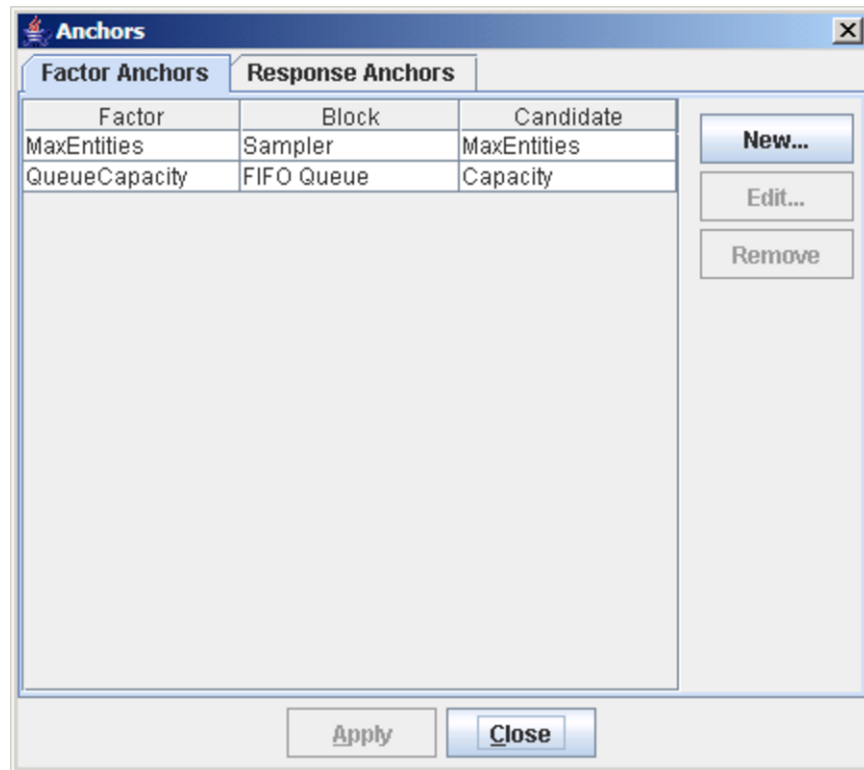 Anchors
Factor Anchors Response Anchors
Factor Block Candidate
MaxEntities Sampler MaxEntities
QueueCapacity FIFO Queue Capacity
New...
Edit...
Remove
Apply Close